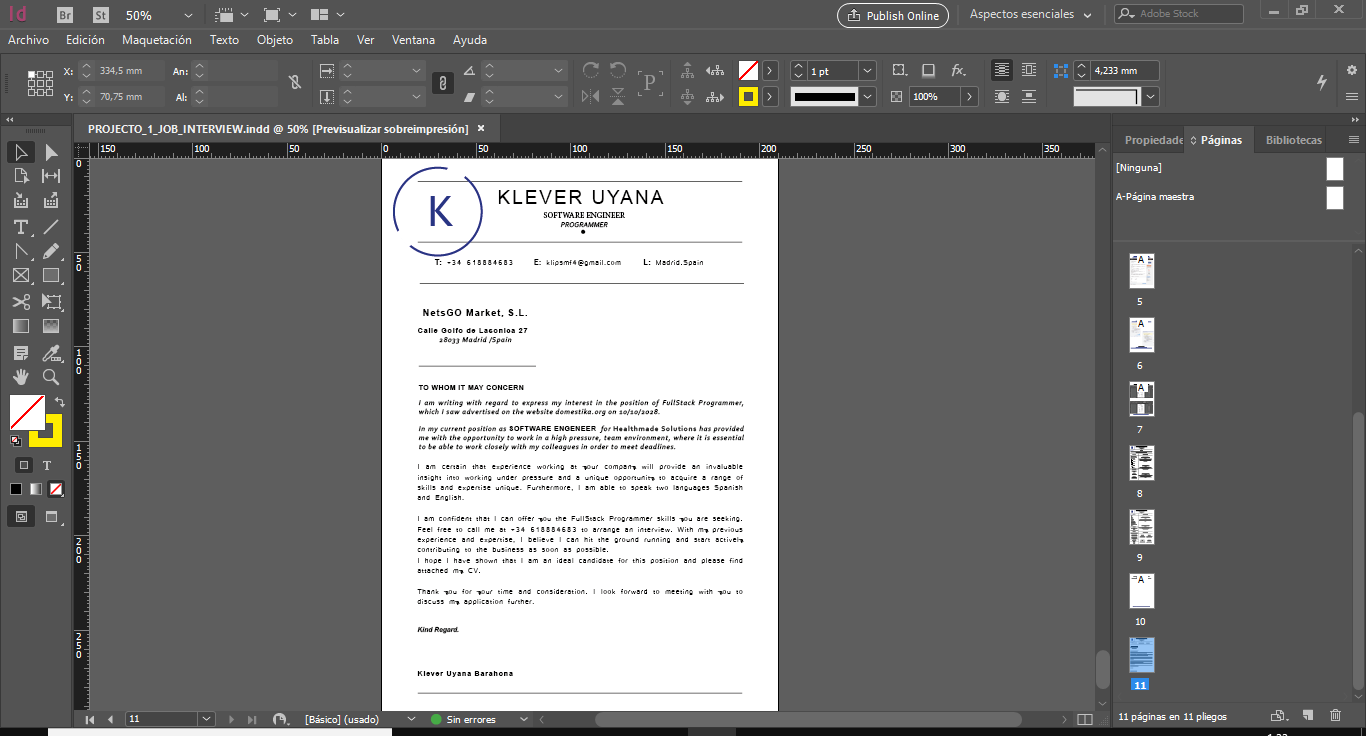 Id Br St 50% Publish Online Aspectos esenciales Adobe Stock
Archivo Edición Maquetación Texto Objeto Tabla Ver Ventana Ayuda
X: 334,5 mm An: 1 pt fx. 4,233 mm
Y: 70,75 mm Al: P 100%
PROJECTO_1_JOB_INTERVIEW.indd @ 50% [Previsualizar sobreimpresión] ×
Propiedade Páginas Bibliotecas
150 100 50 0 50 100 150 200 250 300 350
0
50
100
150
200
250
[Ninguna]
A-Página maestra
K
KLEVER UYANA
SOFTWARE ENGINEER
PROGRAMMER
T: +34 618884683 E: klipsmf4@gmail.com L: Madrid.Spain
NetsGO Market, S.L.
Calle Golfo de Lasonioa 27
28033 Madrid /Spain
TO WHOM IT MAY CONCERN
I am writing with regard to express my interest in the position of FullStack Programmer,
which I saw advertised on the website domestika.org on 10/10/2028.
In my current position as SOFTWARE ENGENEER for Healthmade Solutions has provided
me with the opportunity to work in a high pressure, team environment, where it is essential
to be able to work closely with my colleagues in order to meet deadlines.
I am certain that experience working at your company will provide an invaluable
insight into working under pressure and a unique opportunity to acquire a range of
skills and expertise unique. Furthermore, I am able to speak two languages Spanish
and English.
I am confident that I can offer you the FullStack Programmer skills you are seeking.
Feel free to call me at +34 618884683 to arrange an interview. With my previous
experience and expertise, I believe I can hit the ground running and start actively
contributing to the business as soon as possible.
I hope I have shown that I am an ideal candidate for this position and please find
attached my CV.
Thank you for your time and consideration. I look forward to meeting with you to
discuss my application further.
Kind Regard.
Klever Uyana Barahona
T
T
5
6
7
8
9
10
11
11 [Básico] (usado) Sin errores
11 páginas en 11 pliegos